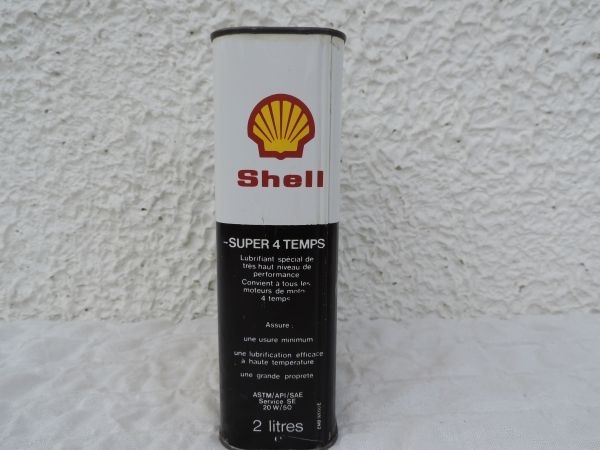 Shell
-SUPER 4 TEMPS
Lubrifiant spécial de
très haut niveau de
performance
Convient à tous les
moteurs de moto
4 temps
Assure :
une usure minimum
une lubrification efficace
à haute température
une grande propreté
ASTM/API/SAE
Service SE
20 W/50
2 litres